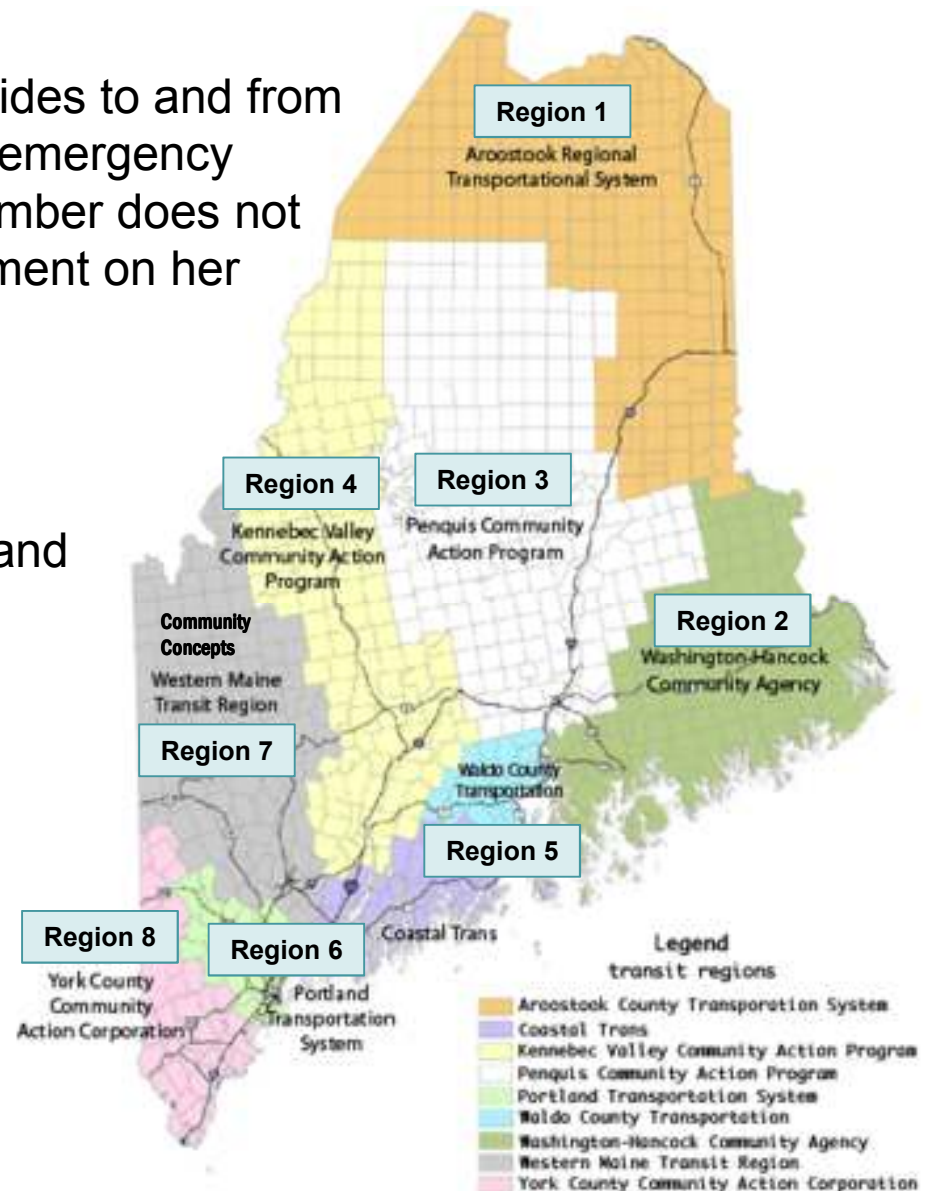 ides to and from
emergency
mber does not
ment on her
and
Region 1
Aroostook Regional
Transportational System
Region 4
Kennebec Valley
Community Action
Program
Region 3
Penquis Community
Action Program
Region 2
Washington-Hancock
Community Agency
Community
Concepts
Western Maine
Transit Region
Region 7
Waldo County
Transportation
Region 5
Region 8
York County
Community
Action Corporation
Region 6
Portland
Transportation
System
Coastal Trans
Legend
transit regions
Aroostook County Transporation System
Coastal Trans
Kennebec Valley Community Action Program
Penquis Community Action Program
Portland Transportation System
Waldo County Transportation
Washington-Hancock Community Agency
Western Maine Transit Region
York County Community Action Corporation